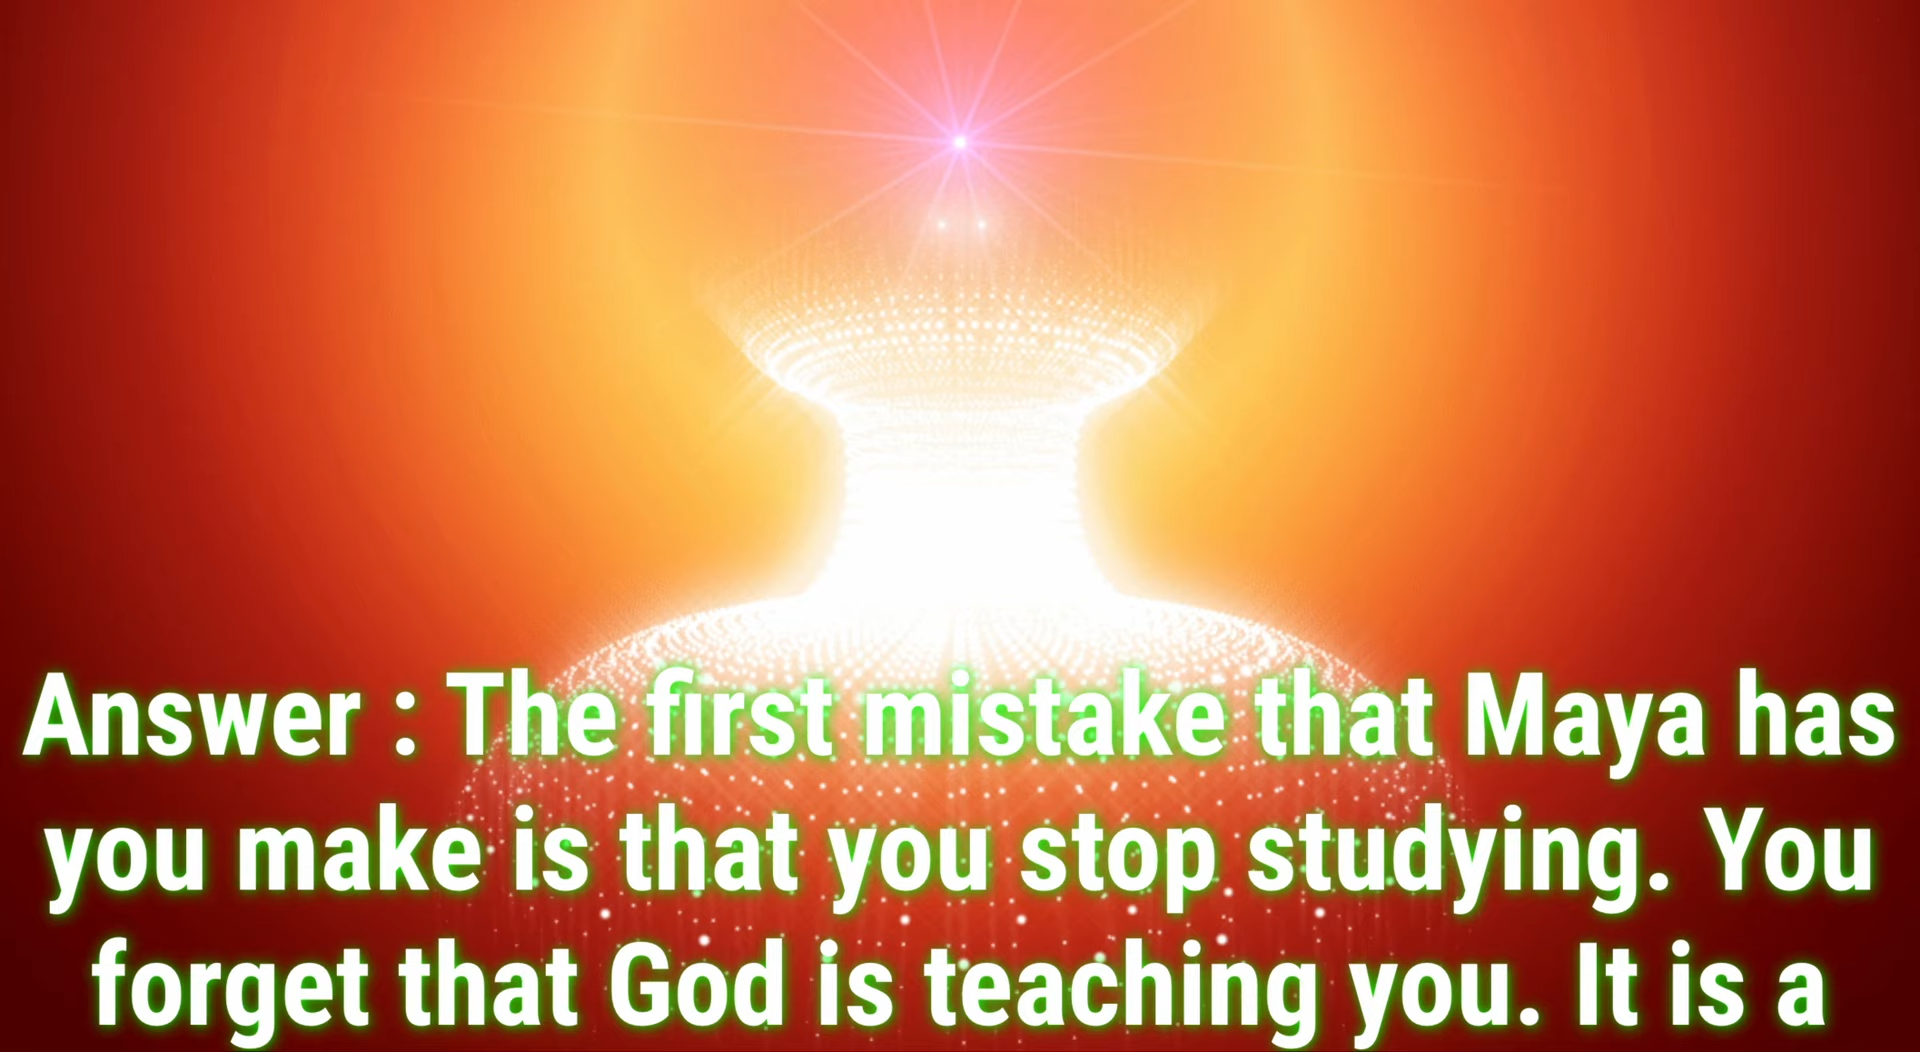 Answer : The first mistake that Maya has
you make is that you stop studying. You
forget that God is teaching you. It is a